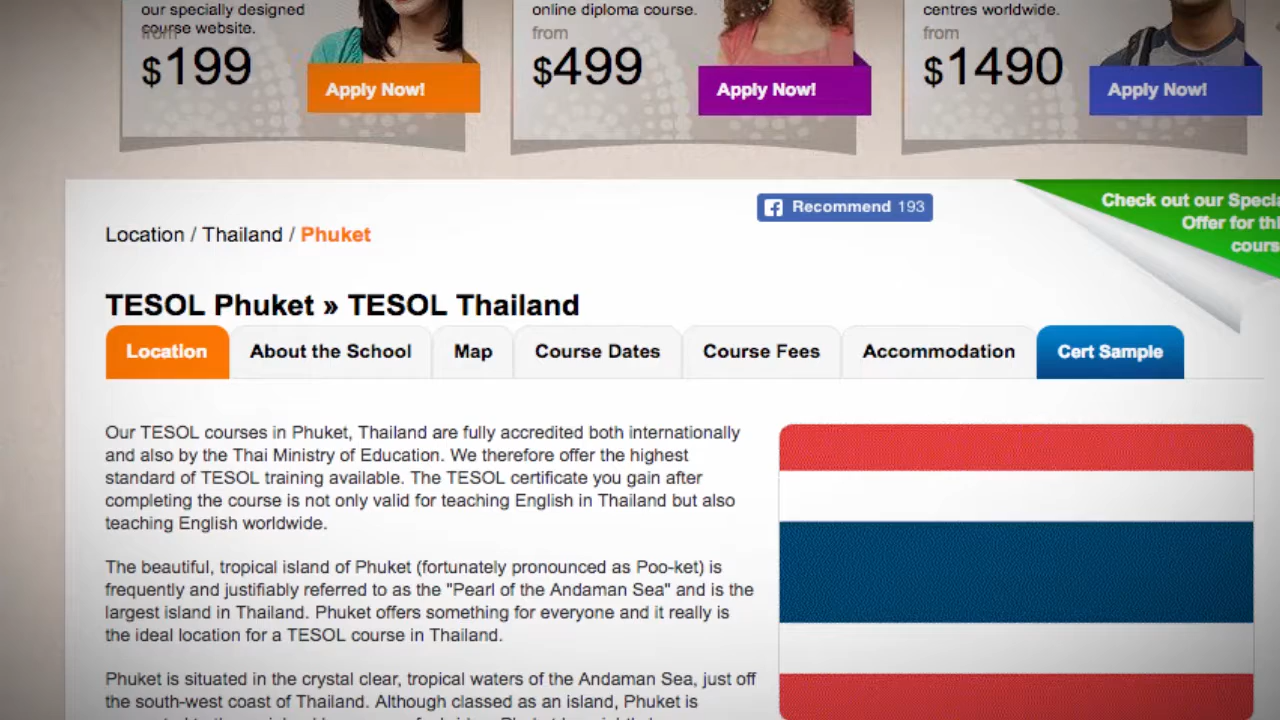 our specially designed
course website.
from
$199
Apply Now!
online diploma course.
from
$499
Apply Now!
centres worldwide.
from
$1490
Apply Now!
Recommend 193
Check out our Specia
Offer for thi
cours
Location / Thailand / Phuket
TESOL Phuket » TESOL Thailand
Location
About the School
Map
Course Dates
Course Fees
Accommodation
Cert Sample
Our TESOL courses in Phuket, Thailand are fully accredited both internationally
and also by the Thai Ministry of Education. We therefore offer the highest
standard of TESOL training available. The TESOL certificate you gain after
completing the course is not only valid for teaching English in Thailand but also
teaching English worldwide.
The beautiful, tropical island of Phuket (fortunately pronounced as Poo-ket) is
frequently and justifiably referred to as the "Pearl of the Andaman Sea" and is the
largest island in Thailand. Phuket offers something for everyone and it really is
the ideal location for a TESOL course in Thailand.
Phuket is situated in the crystal clear, tropical waters of the Andaman Sea, just off
the south-west coast of Thailand. Although classed as an island, Phuket is